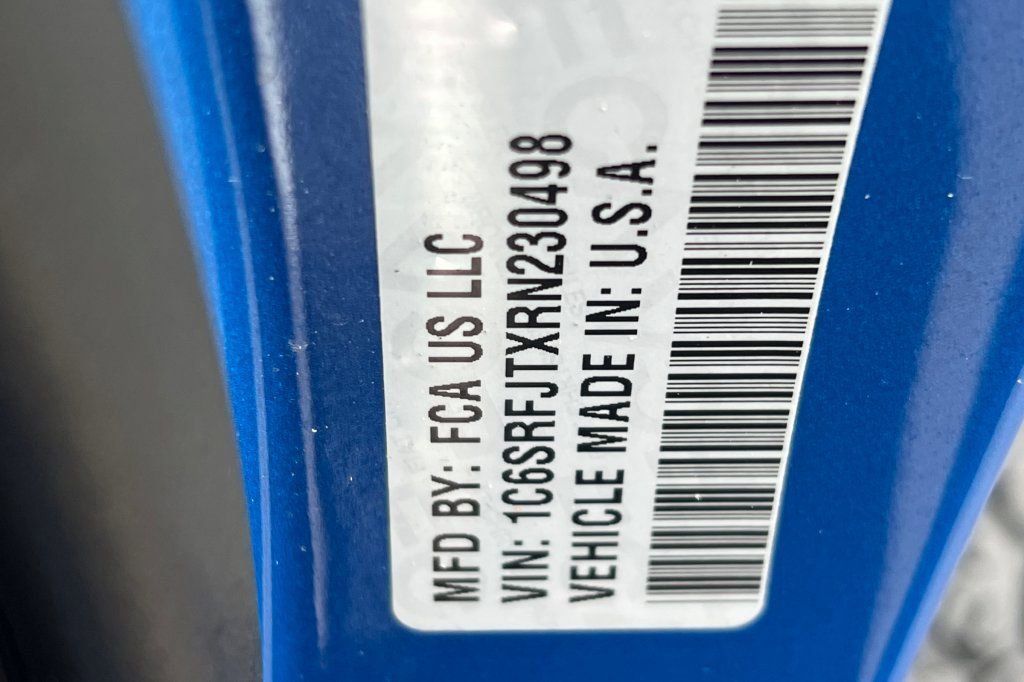 MFD BY: FCA US LLC
VIN: 1C6SRFJTXRN230498
VEHICLE MADE IN: U.S.A.